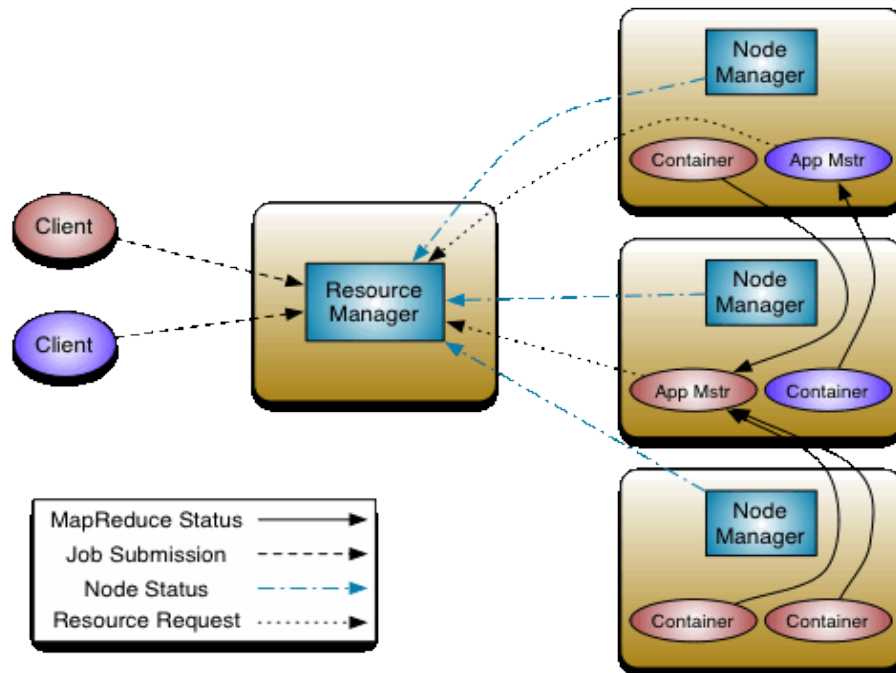 Node
Manager
Container
App Mstr
Client
Resource
Manager
Client
Node
Manager
App Mstr
Container
Node
Manager
Container
Container
MapReduce Status
Job Submission
Node Status
Resource Request